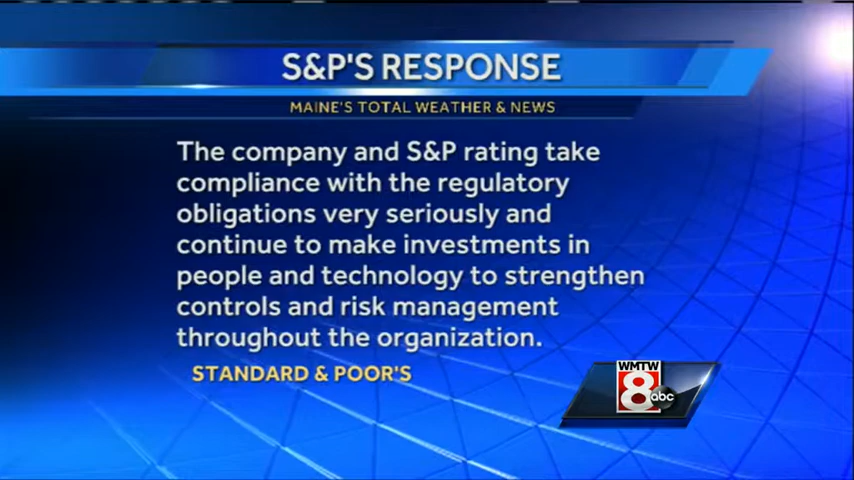 S&P'S RESPONSE
MAINE'S TOTAL WEATHER & NEWS
The company and S&P rating take
compliance with the regulatory
obligations very seriously and
continue to make investments in
people and technology to strengthen
controls and risk management
throughout the organization.
STANDARD & POOR'S
WMTW
8
abc